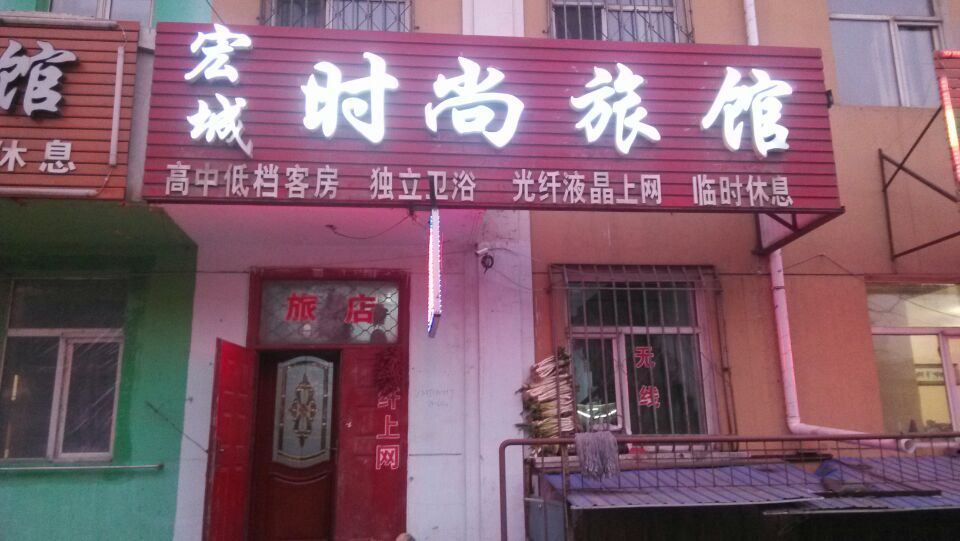 宏城
时尚旅馆
高中低档客房 独立卫浴 光纤液晶上网 临时休息
馆
休息
旅店
纤上网
无线